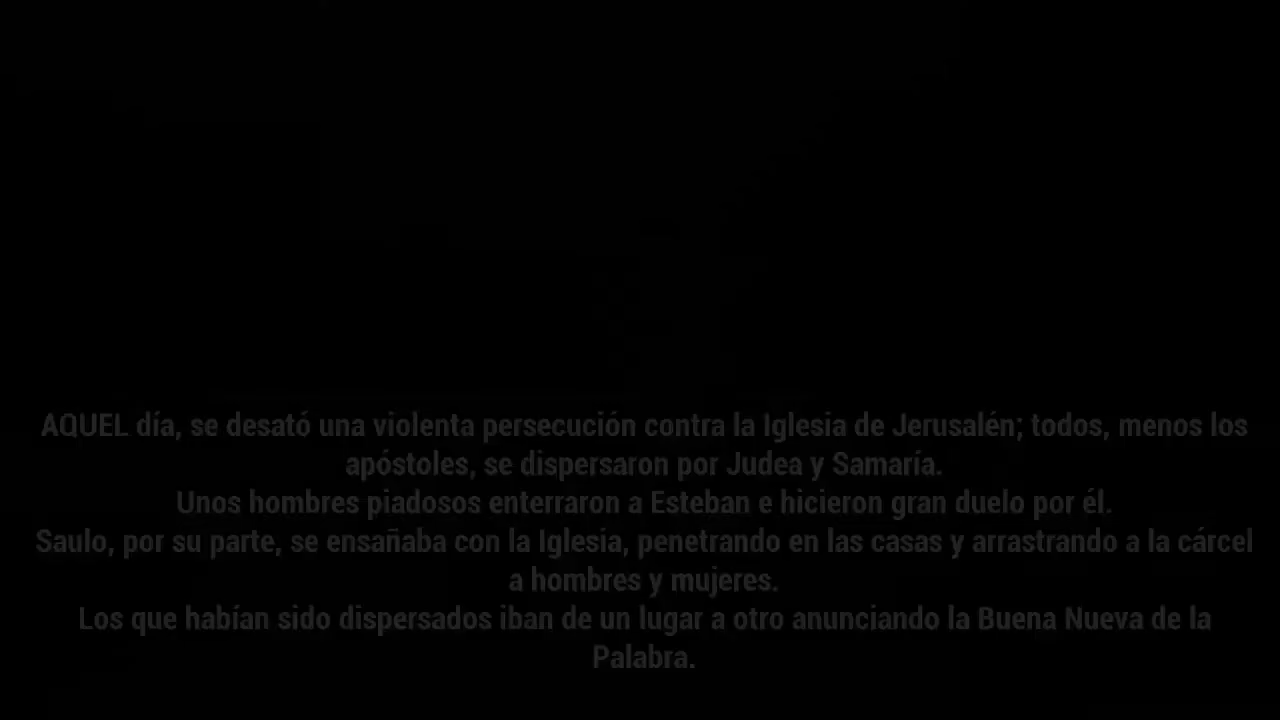 AQUEL día, se desató una violenta persecución contra la Iglesia de Jerusalén; todos, menos los
apóstoles, se dispersaron por Judea y Samaría.
Unos hombres piadosos enterraron a Esteban e hicieron gran duelo por él.
Saulo, por su parte, se ensañaba con la Iglesia, penetrando en las casas y arrastrando a la cárcel
a hombres y mujeres.
Los que habían sido dispersados iban de un lugar a otro anunciando la Buena Nueva de la
Palabra.